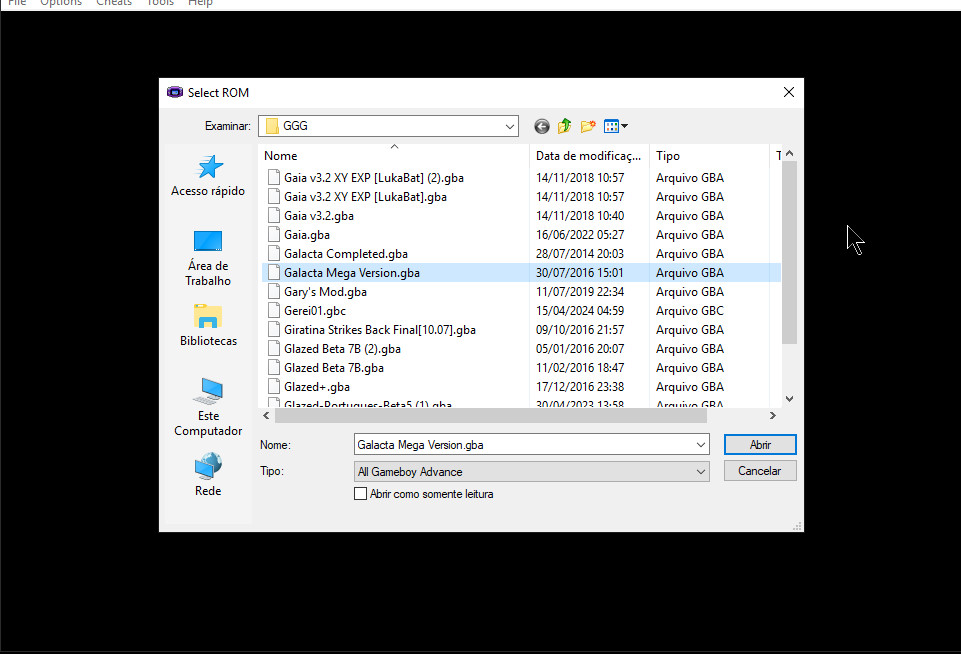 File Options Cheats Tools Help
Select ROM
Examinar: GGG
Nome Data de modificaç... Tipo T
Gaia v3.2 XY EXP [LukaBat] (2).gba 14/11/2018 10:57 Arquivo GBA
Gaia v3.2 XY EXP [LukaBat].gba 14/11/2018 10:57 Arquivo GBA
Gaia v3.2.gba 14/11/2018 10:40 Arquivo GBA
Gaia.gba 16/06/2022 05:27 Arquivo GBA
Galacta Completed.gba 28/07/2014 20:03 Arquivo GBA
Galacta Mega Version.gba 30/07/2016 15:01 Arquivo GBA
Gary's Mod.gba 11/07/2019 22:34 Arquivo GBA
Gerei01.gbc 15/04/2024 04:59 Arquivo GBC
Giratina Strikes Back Final[10.07].gba 09/10/2016 21:57 Arquivo GBA
Glazed Beta 7B (2).gba 05/01/2016 20:07 Arquivo GBA
Glazed Beta 7B.gba 11/02/2016 18:47 Arquivo GBA
Glazed+.gba 17/12/2016 23:38 Arquivo GBA
Glazed-Portugues-Beta5 (1).gba 30/04/2023 13:58 Arquivo GBA
Acesso rápido
Área de
Trabalho
Bibliotecas
Este
Computador
Rede
Nome: Galacta Mega Version.gba Abrir
Tipo: All Gameboy Advance Cancelar
Abrir como somente leitura